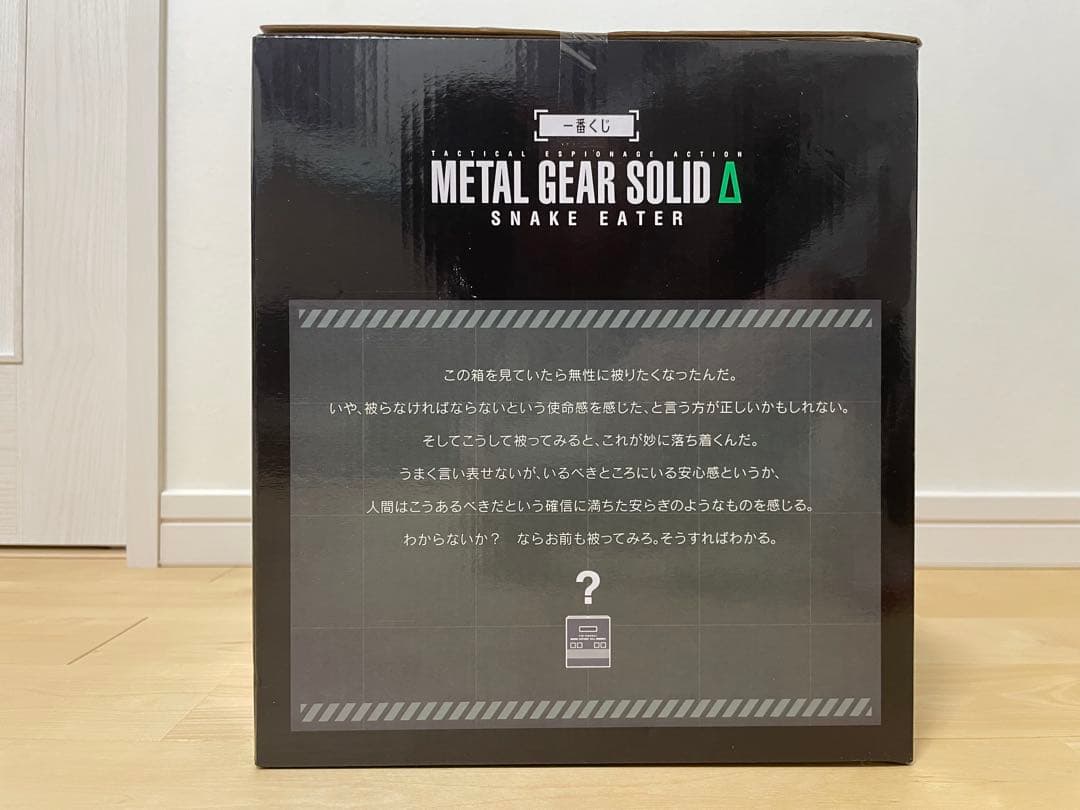 一番くじ
TACTICAL ESPIONAGE ACTION
METAL GEAR SOLID Δ
SNAKE EATER
この箱を見ていたら無性に被りたくなったんだ。
いや、被らなければならないという使命感を感じた、と言う方が正しいかもしれない。
そしてこうして被ってみると、これが妙に落ち着くんだ。
うまく言い表せないが、いるべきところにいる安心感というか、
人間はこうあるべきだという確信に満ちた安らぎのようなものを感じる。
わからないか？　ならお前も被ってみろ。そうすればわかる。
?